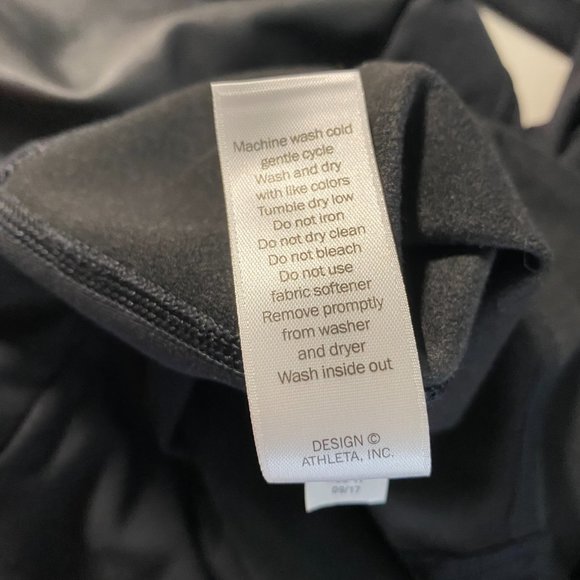 Machine wash cold
gentle cycle
Wash and dry
with like colors
Tumble dry low
Do not iron
Do not dry clean
Do not bleach
Do not use
fabric softener
Remove promptly
from washer
and dryer
Wash inside out
DESIGN ©
ATHLETA, INC.
09/17